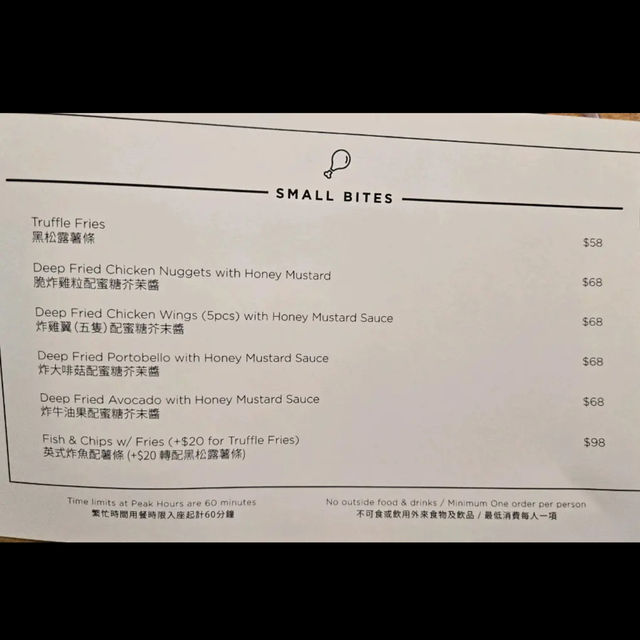 SMALL BITES
Truffle Fries
黑松露薯條
$58
Deep Fried Chicken Nuggets with Honey Mustard
脆炸雞粒配蜜糖芥茉醬
$68
Deep Fried Chicken Wings (5pcs) with Honey Mustard Sauce
炸雞翼(五隻)配蜜糖芥末醬
$68
Deep Fried Portobello with Honey Mustard Sauce
炸大啡菇配蜜糖芥茉醬
$68
Deep Fried Avocado with Honey Mustard Sauce
炸牛油果配蜜糖芥末醬
$68
Fish & Chips w/ Fries (+$20 for Truffle Fries)
英式炸魚配薯條 (+$20 轉配黑松露薯條)
$98
Time limits at Peak Hours are 60 minutes
繁忙時間用餐時限入座起計60分鐘
No outside food & drinks / Minimum One order per person
不可食或飲用外來食物及飲品 / 最低消費每人一項